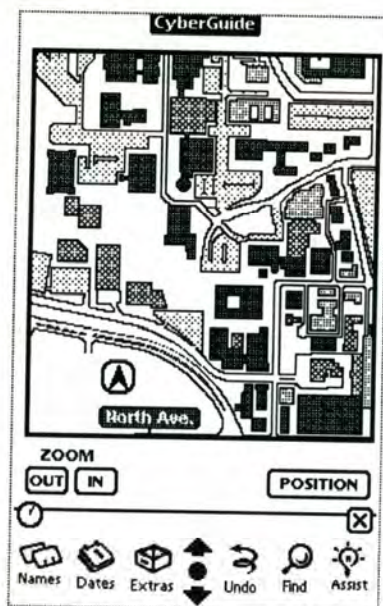 CyberGuide
North Ave.
ZOOM
OUT IN POSITION
Names Dates Extras Undo Find Assist